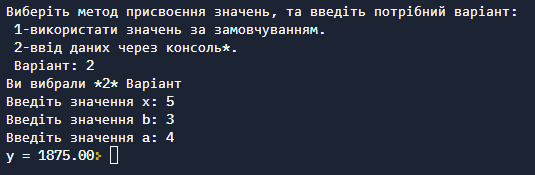 Виберіть метод присвоєння значень, та введіть потрібний варіант:
1-використати значень за замовчуванням.
2-ввід даних через консоль*.
Варіант: 2
Ви вибрали *2* Варіант
Введіть значення x: 5
Введіть значення b: 3
Введіть значення a: 4
y = 1875.00